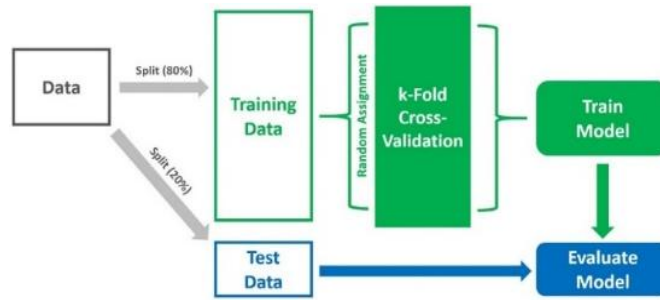 Data
Split (80%)
Split (20%)
Training
Data
Random Assignment
k-Fold
Cross-
Validation
Train
Model
Test
Data
Evaluate
Model